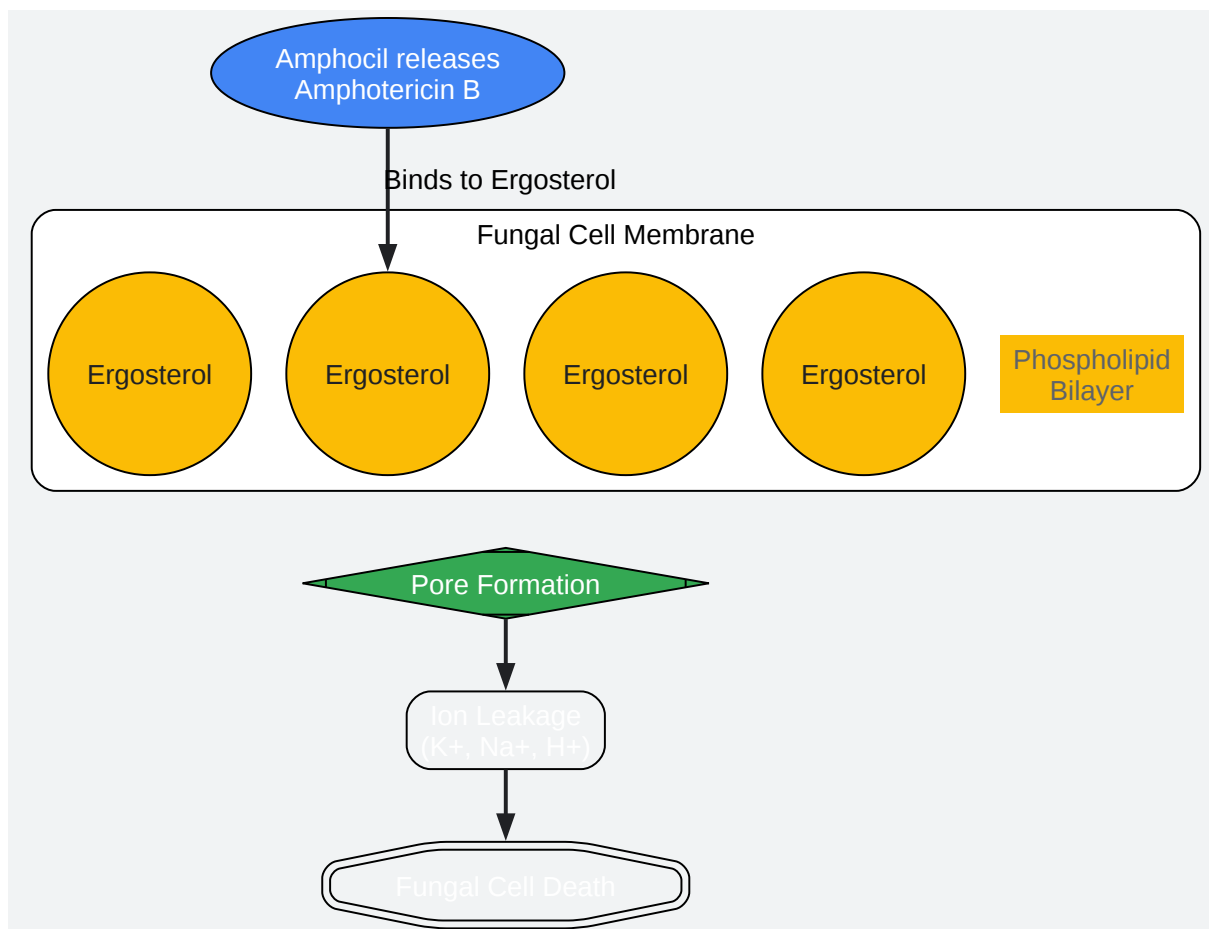 Amphocil releases
Amphotericin B
Binds to Ergosterol
Fungal Cell Membrane
Ergosterol
Ergosterol
Ergosterol
Ergosterol
Phospholipid
Bilayer
Pore Formation
Ion Leakage
(K+, Na+, H+)
Fungal Cell Death